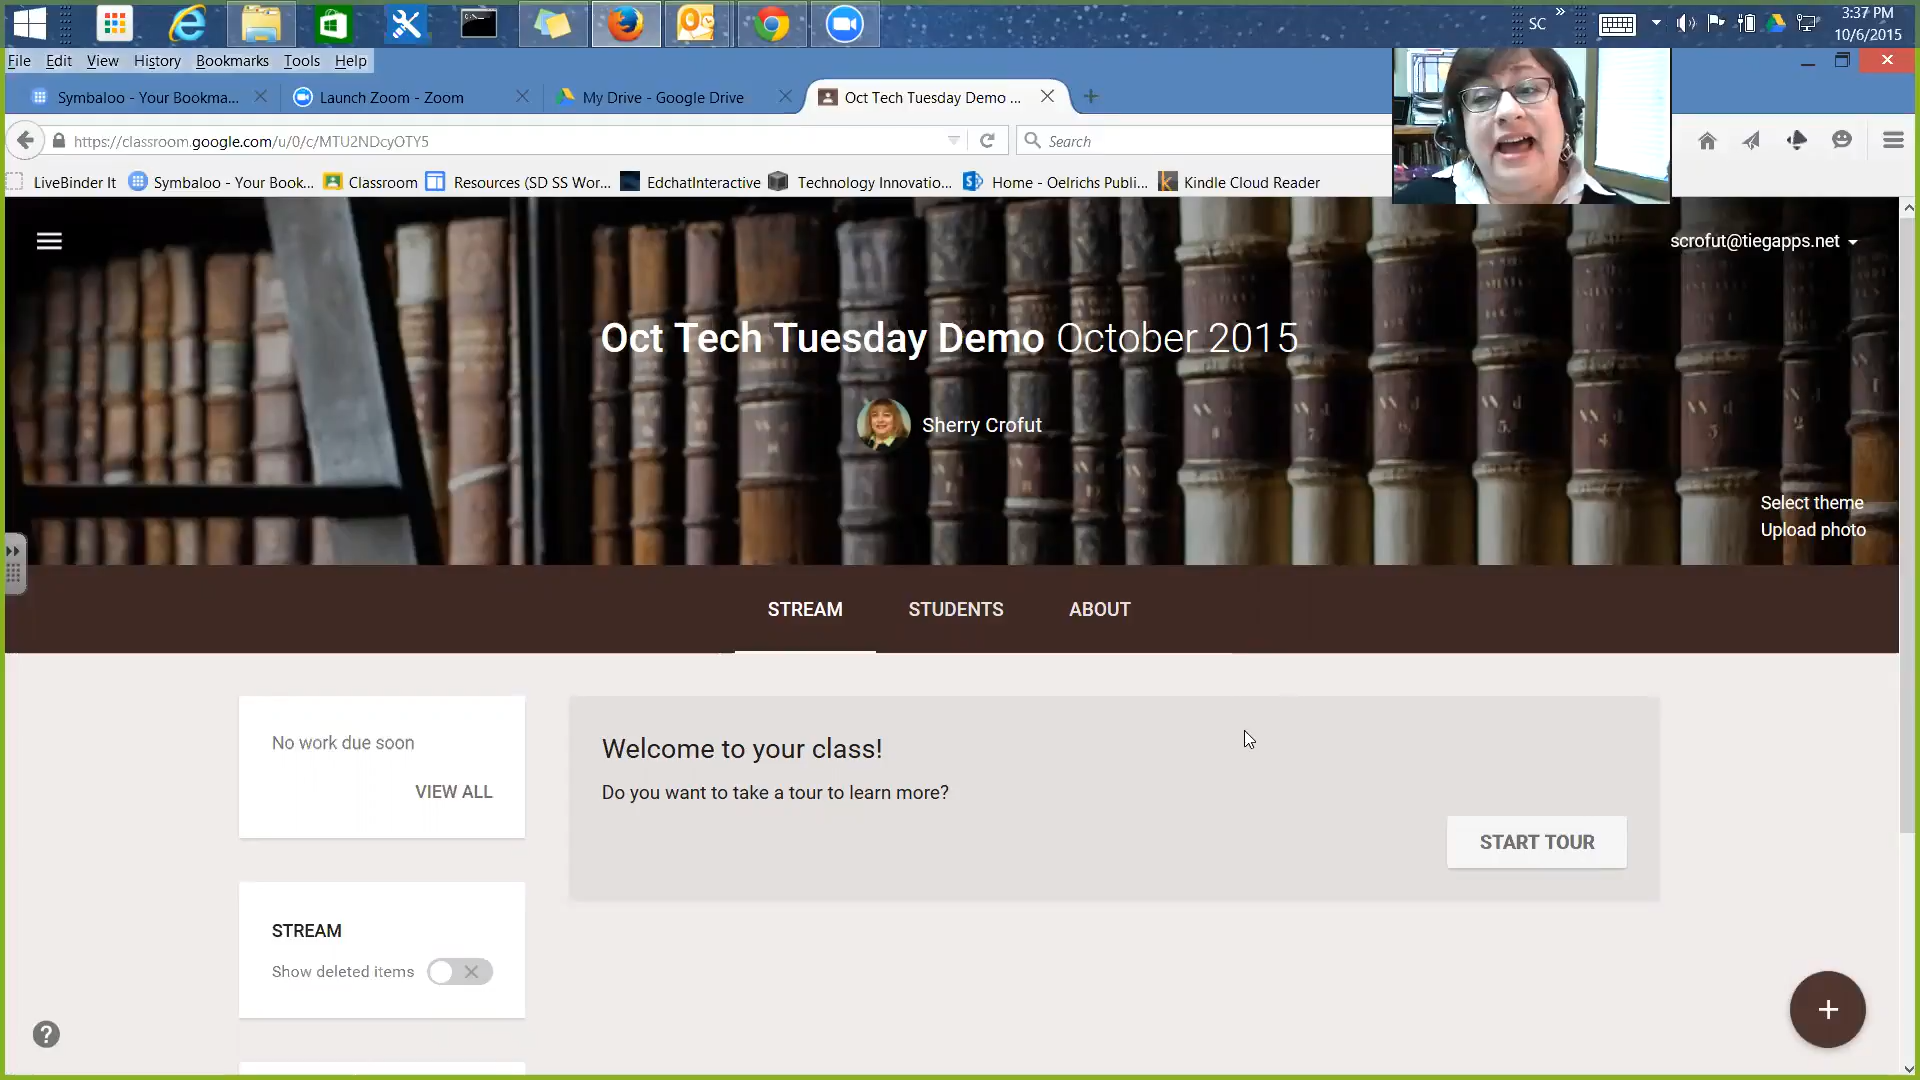 SC
»
3:37 PM
10/6/2015
File Edit View History Bookmarks Tools Help
Symbaloo - Your Bookma...
Launch Zoom - Zoom
My Drive - Google Drive
Oct Tech Tuesday Demo ...
https://classroom.google.com/u/0/c/MTU2NDcyOTY5
Search
LiveBinder It
Symbaloo - Your Book...
Classroom
Resources (SD SS Wor...
EdchatInteractive
Technology Innovatio...
Home - Oelrichs Publi...
Kindle Cloud Reader
scrofut@tiegapps.net
Oct Tech Tuesday Demo October 2015
Sherry Crofut
Select theme
Upload photo
STREAM
STUDENTS
ABOUT
No work due soon
VIEW ALL
Welcome to your class!
Do you want to take a tour to learn more?
START TOUR
STREAM
Show deleted items
?